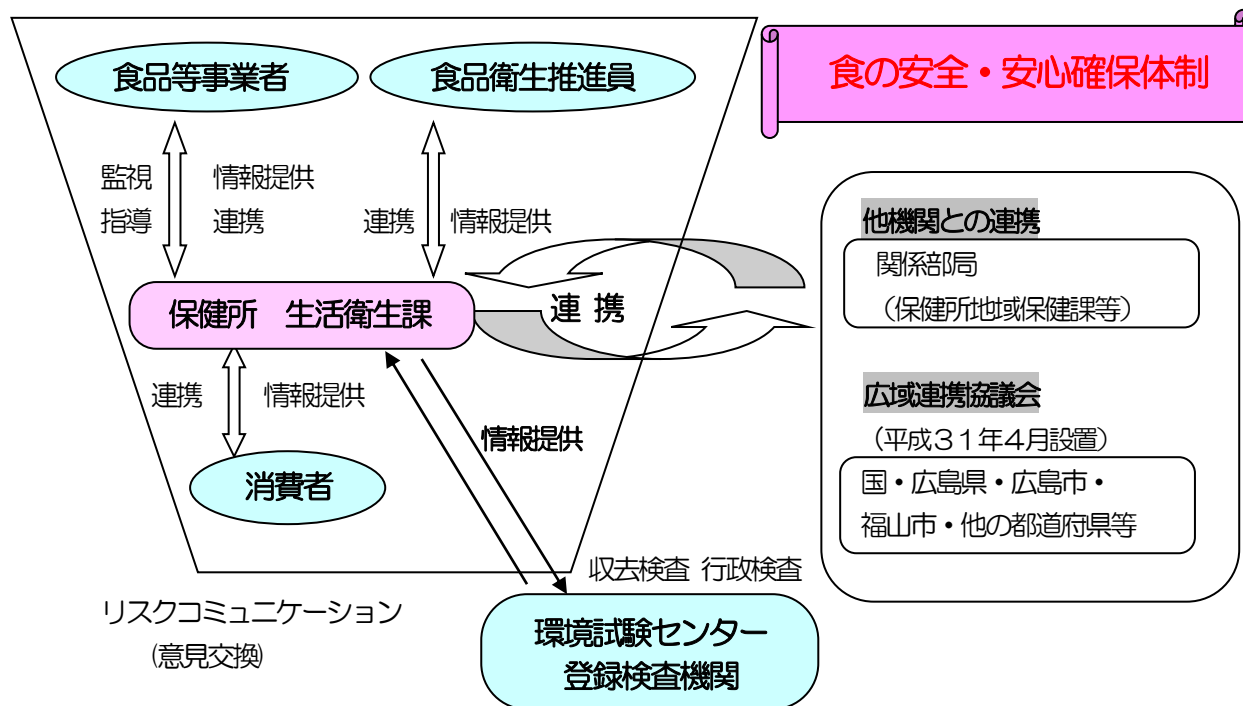 食の安全・安心確保体制
食品等事業者
食品衛生推進員
監視
指導
情報提供
連携
連携
情報提供
保健所　生活衛生課
連 携
連携
情報提供
消費者
情報提供
収去検査 行政検査
環境試験センター
登録検査機関
リスクコミュニケーション
(意見交換)
他機関との連携
関係部局
（保健所地域保健課等）
広域連携協議会
（平成３１年４月設置）
国・広島県・広島市・
福山市・他の都道府県等